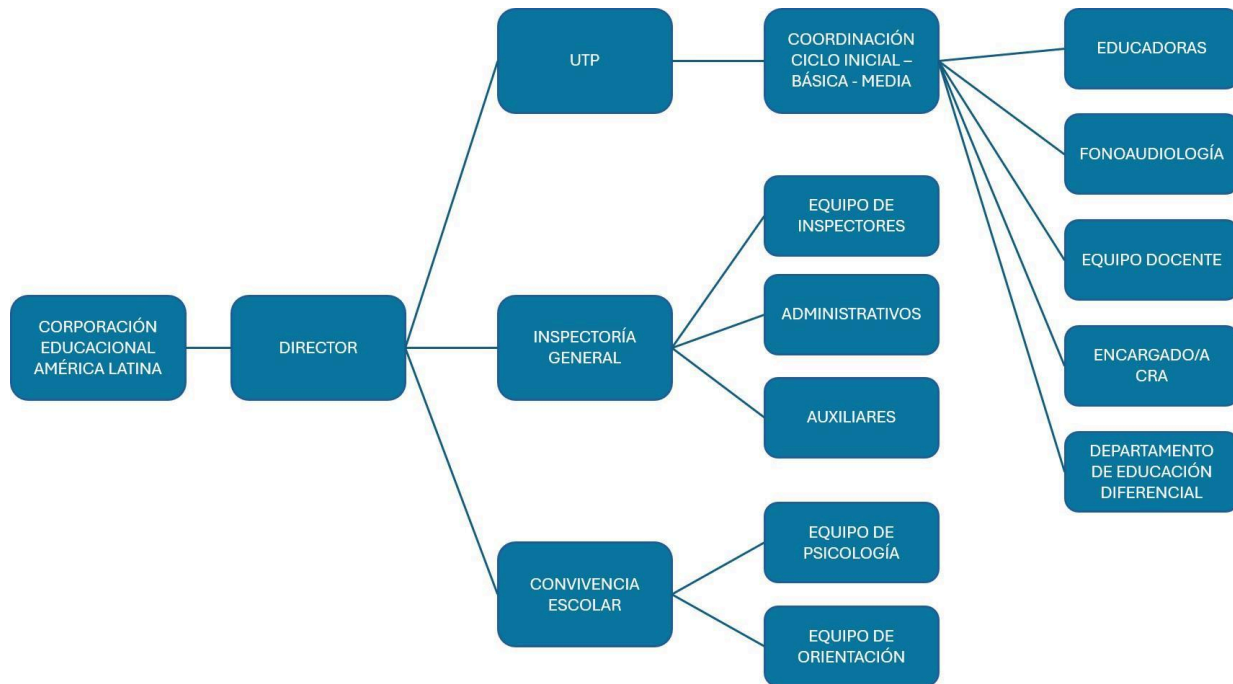 CORPORACIÓN
EDUCACIONAL
AMÉRICA LATINA
DIRECTOR
UTP
COORDINACIÓN
CICLO INICIAL –
BÁSICA - MEDIA
EDUCADORAS
FONOAUDIOLOGÍA
EQUIPO DOCENTE
ENCARGADO/A
CRA
DEPARTAMENTO
DE EDUCACIÓN
DIFERENCIAL
INSPECTORÍA
GENERAL
EQUIPO DE
INSPECTORES
ADMINISTRATIVOS
AUXILIARES
CONVIVENCIA
ESCOLAR
EQUIPO DE
PSICOLOGÍA
EQUIPO DE
ORIENTACIÓN